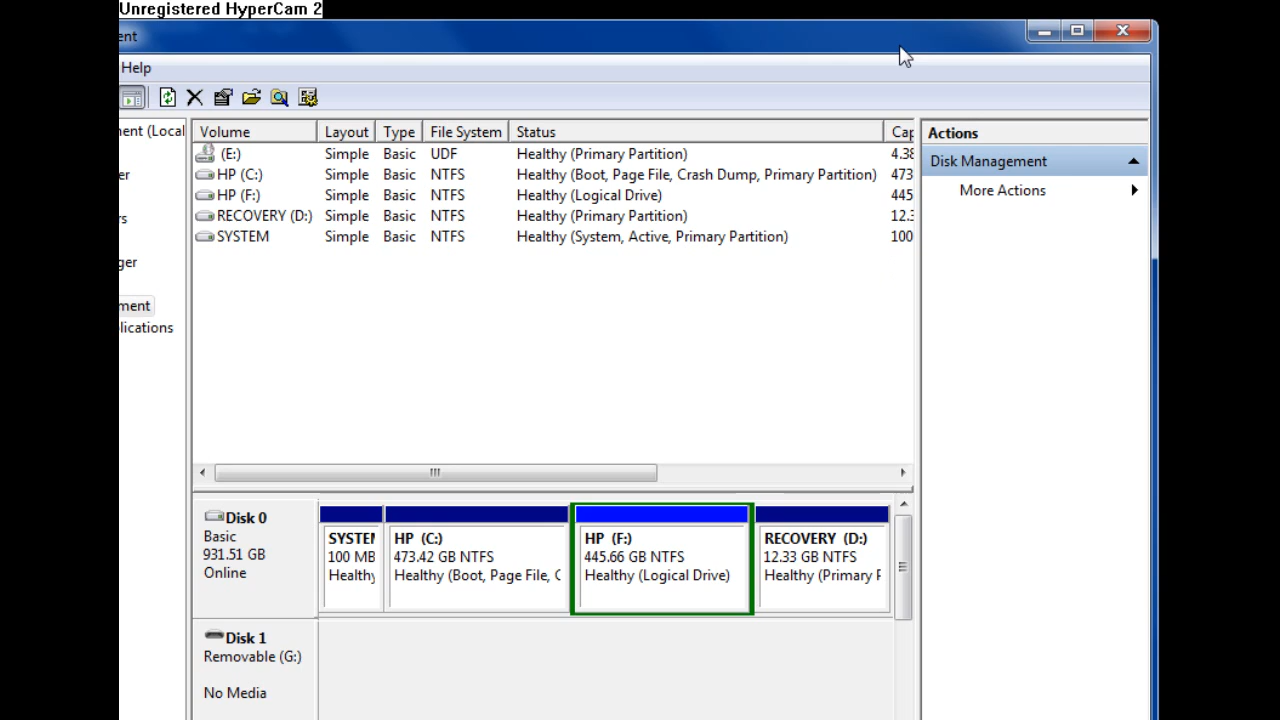 Unregistered HyperCam 2
ent
Help
Volume Layout Type File System Status Cap
(E:) Simple Basic UDF Healthy (Primary Partition) 4.38
HP (C:) Simple Basic NTFS Healthy (Boot, Page File, Crash Dump, Primary Partition) 473
HP (F:) Simple Basic NTFS Healthy (Logical Drive) 445
RECOVERY (D:) Simple Basic NTFS Healthy (Primary Partition) 12.3
SYSTEM Simple Basic NTFS Healthy (System, Active, Primary Partition) 100
ent (Local
er
rs
ger
ment
lications
Actions
Disk Management
More Actions
Disk 0
Basic
931.51 GB
Online
SYSTE
100 MB
Healthy
HP (C:)
473.42 GB NTFS
Healthy (Boot, Page File, C
HP (F:)
445.66 GB NTFS
Healthy (Logical Drive)
RECOVERY (D:)
12.33 GB NTFS
Healthy (Primary P
Disk 1
Removable (G:)
No Media